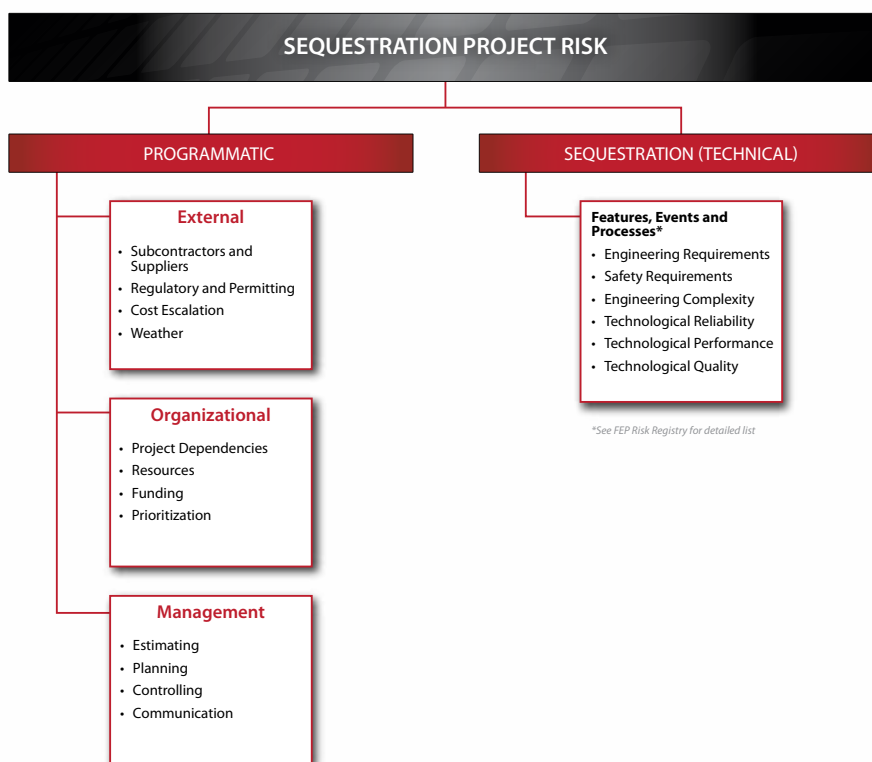 SEQUESTRATION PROJECT RISK
PROGRAMMATIC
External
• Subcontractors and
Suppliers
• Regulatory and Permitting
• Cost Escalation
• Weather
Organizational
• Project Dependencies
• Resources
• Funding
• Prioritization
Management
• Estimating
• Planning
• Controlling
• Communication
SEQUESTRATION (TECHNICAL)
Features, Events and
Processes*
• Engineering Requirements
• Safety Requirements
• Engineering Complexity
• Technological Reliability
• Technological Performance
• Technological Quality
*See FEP Risk Registry for detailed list